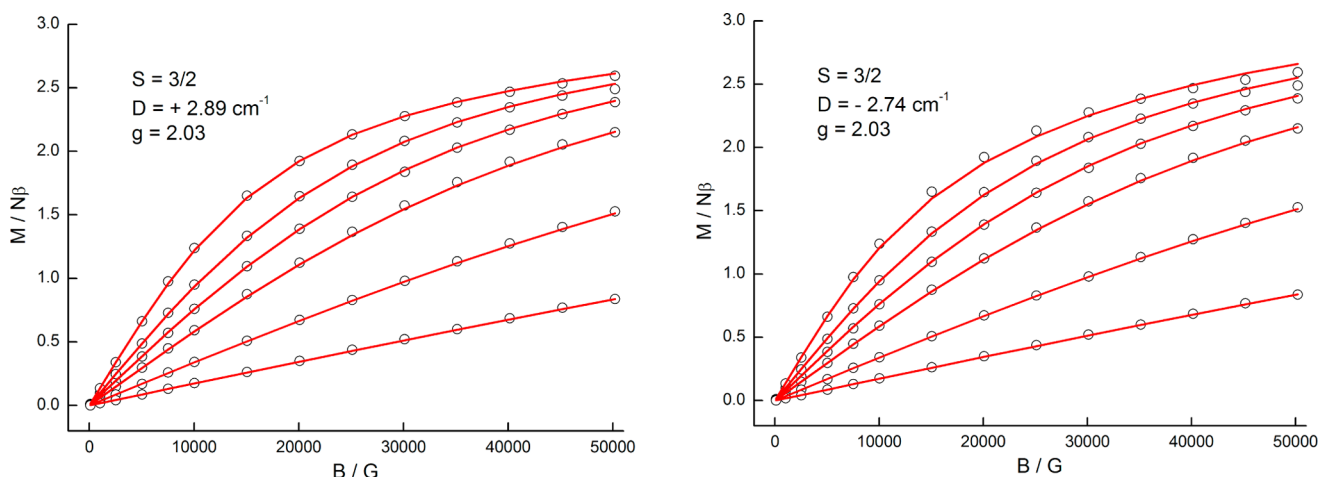 3.0
2.5
2.0
1.5
1.0
0.5
0.0
M / Nβ
S = 3/2
D = + 2.89 cm⁻¹
g = 2.03
0
10000
20000
30000
40000
50000
B / G
3.0
2.5
2.0
1.5
1.0
0.5
0.0
M / Nβ
S = 3/2
D = - 2.74 cm⁻¹
g = 2.03
0
10000
20000
30000
40000
50000
B / G